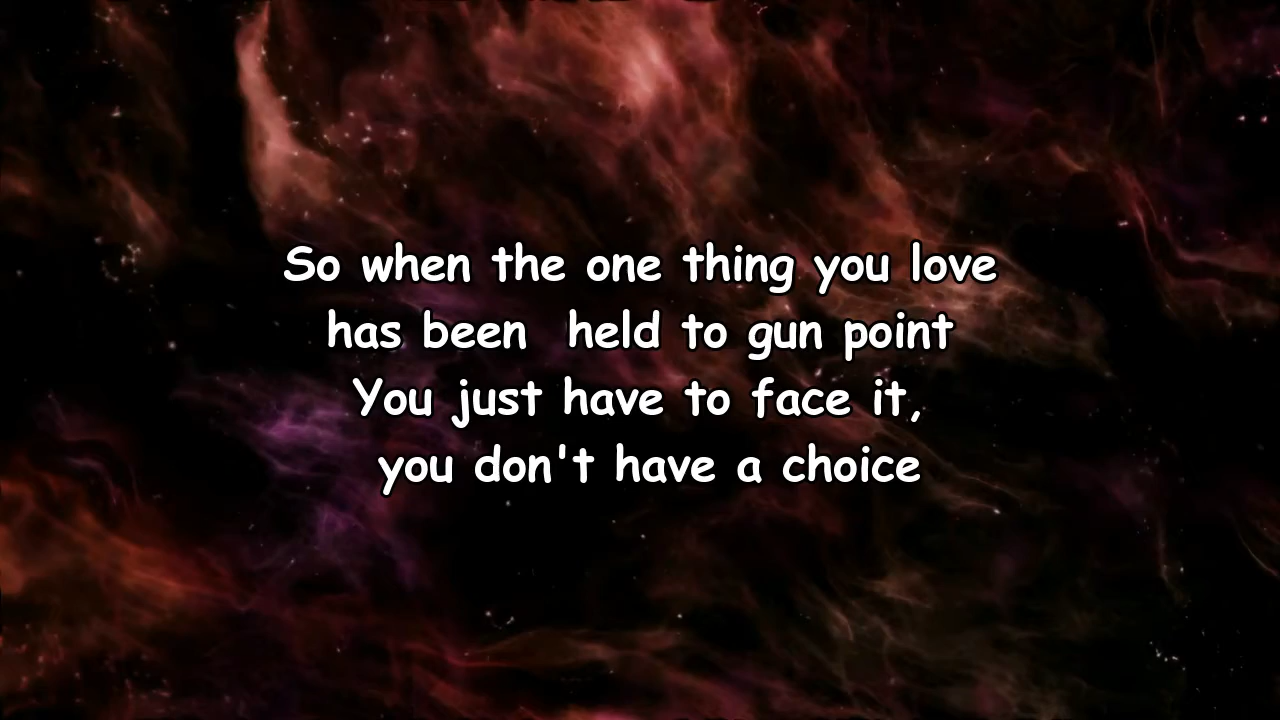 So when the one thing you love
has been  held to gun point
You just have to face it,
you don't have a choice